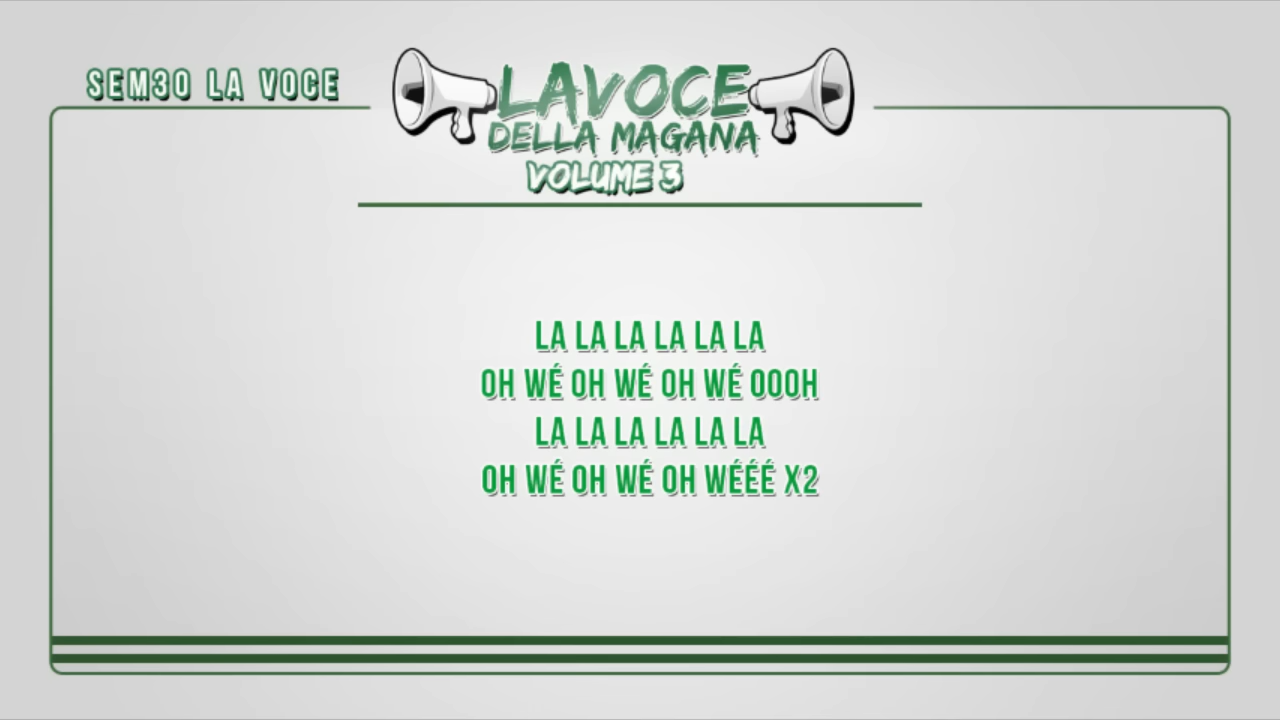 SEM3O LA VOCE
LAVOCE
DELLA MAGANA
VOLUME 3
LA LA LA LA LA LA
OH WÉ OH WÉ OH WÉ OOOH
LA LA LA LA LA LA
OH WÉ OH WÉ OH WÉÉÉ X2